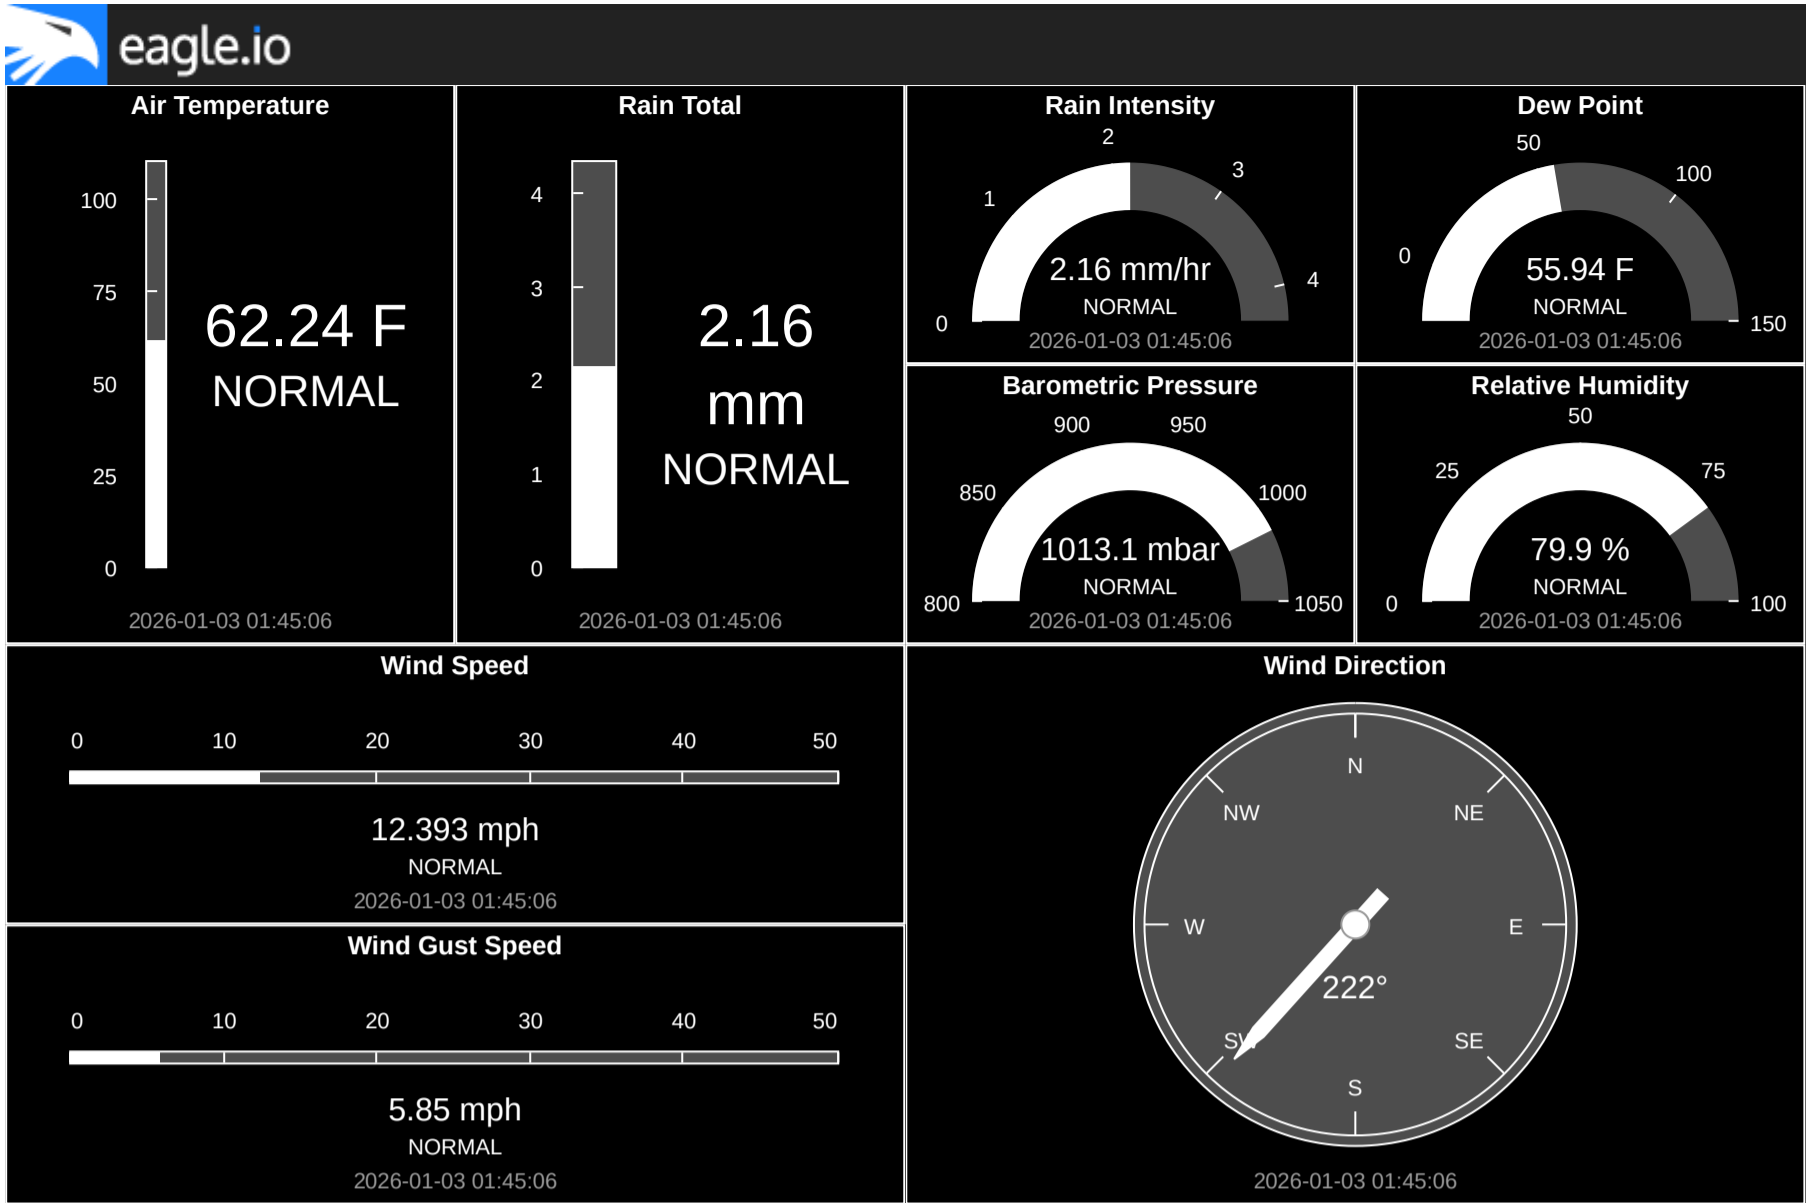 eagle.io
Air Temperature
100
75
50
25
0
62.24 F
NORMAL
2026-01-03 01:45:06
Rain Total
4
3
2
1
0
2.16
mm
NORMAL
2026-01-03 01:45:06
Rain Intensity
0
1
2
3
4
2.16 mm/hr
NORMAL
2026-01-03 01:45:06
Dew Point
0
50
100
150
55.94 F
NORMAL
2026-01-03 01:45:06
Barometric Pressure
800
850
900
950
1000
1050
1013.1 mbar
NORMAL
2026-01-03 01:45:06
Relative Humidity
0
25
50
75
100
79.9 %
NORMAL
2026-01-03 01:45:06
Wind Speed
0 10 20 30 40 50
12.393 mph
NORMAL
2026-01-03 01:45:06
Wind Gust Speed
0 10 20 30 40 50
5.85 mph
NORMAL
2026-01-03 01:45:06
Wind Direction
N
NW NE
W E
222°
SW SE
S
2026-01-03 01:45:06